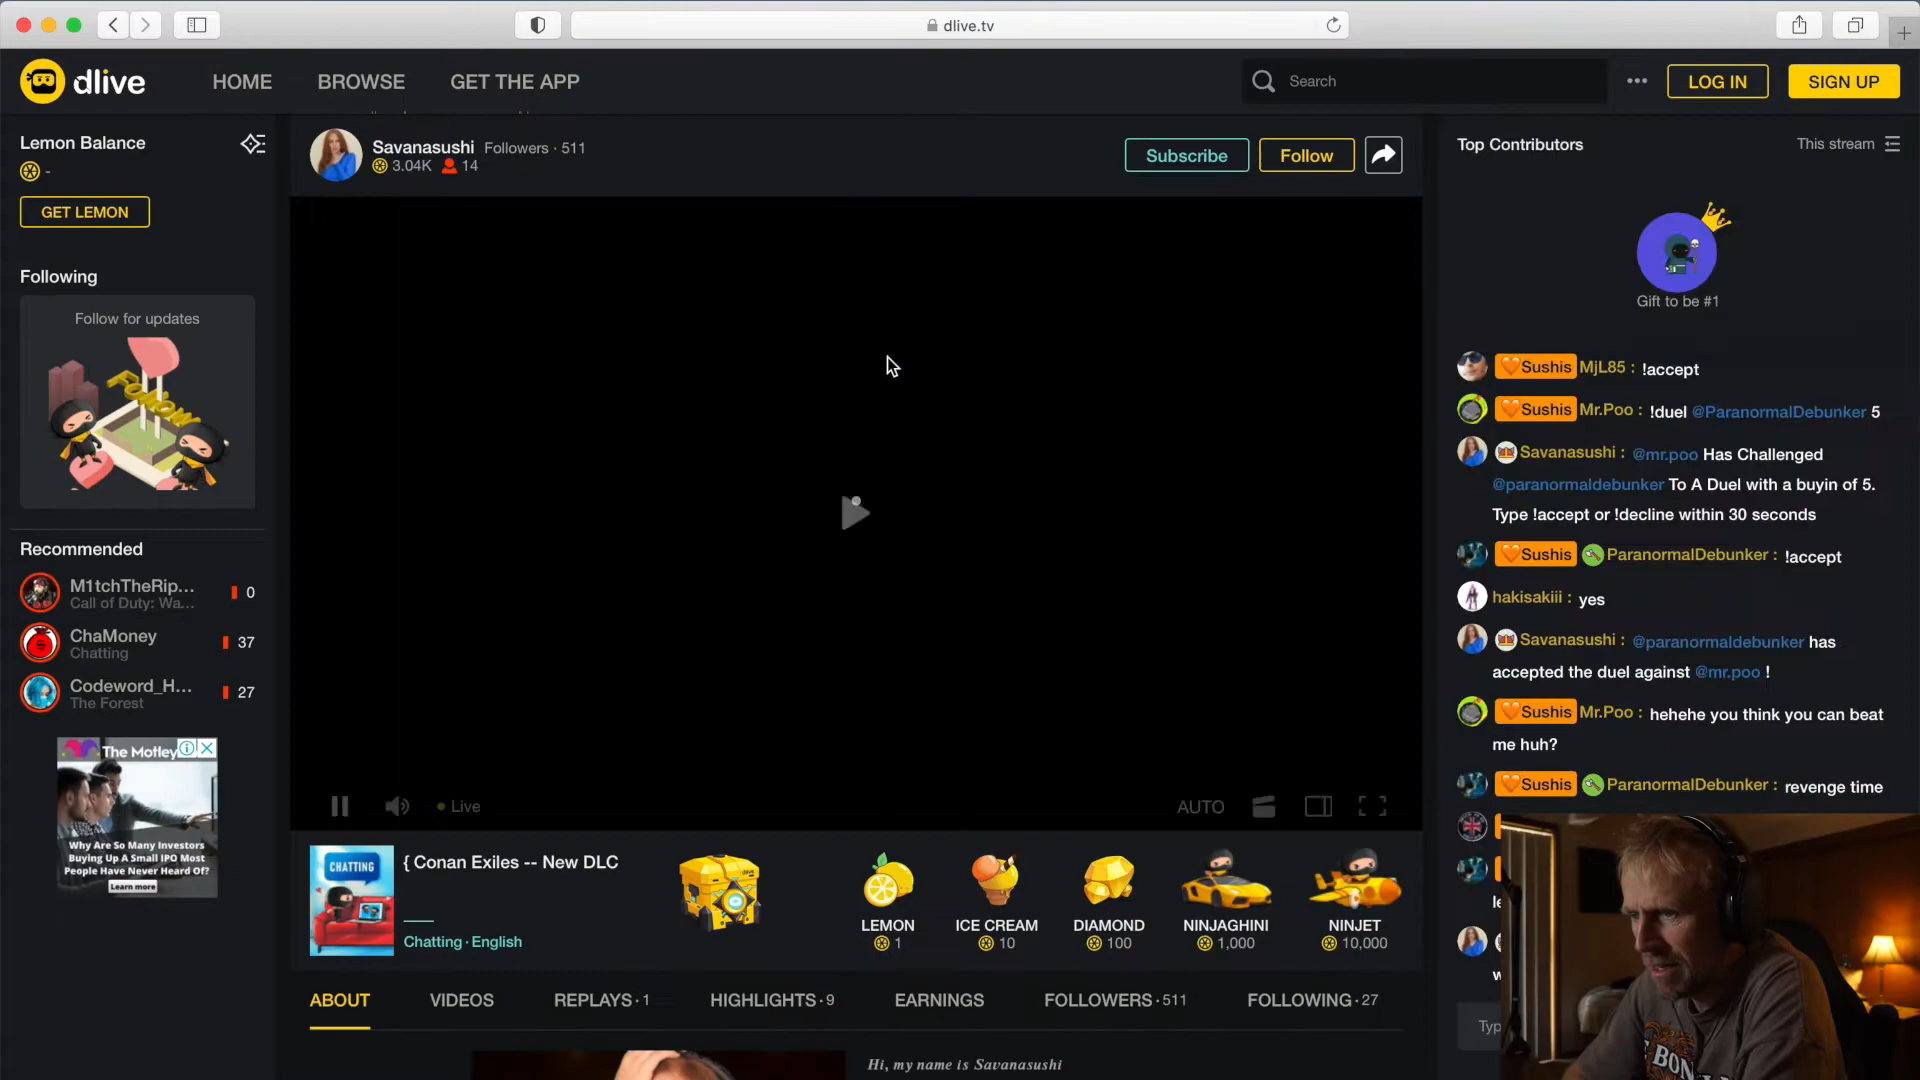 dlive.tv
dlive
HOME
BROWSE
GET THE APP
Search
LOG IN
SIGN UP
Lemon Balance
-
GET LEMON
Following
Follow for updates
Follow
Recommended
M1tchTheRip...
Call of Duty: Wa...
0
ChaMoney
Chatting
37
Codeword_H...
The Forest
27
The Motley
Why Are So Many Investors
Buying Up A Small IPO Most
People Have Never Heard Of?
Learn more
Savanasushi Followers · 511
3.04K 14
Subscribe
Follow
Live
AUTO
CHATTING
{ Conan Exiles -- New DLC
Chatting · English
LEMON
1
ICE CREAM
10
DIAMOND
100
NINJAGHINI
1,000
NINJET
10,000
ABOUT
VIDEOS
REPLAYS · 1
HIGHLIGHTS · 9
EARNINGS
FOLLOWERS · 511
FOLLOWING · 27
Hi, my name is Savanasushi
Top Contributors
This stream
Gift to be #1
Sushis MjL85 : !accept
Sushis Mr.Poo : !duel @ParanormalDebunker 5
Savanasushi : @mr.poo Has Challenged
@paranormaldebunker To A Duel with a buyin of 5.
Type !accept or !decline within 30 seconds
Sushis ParanormalDebunker : !accept
hakisakiii : yes
Savanasushi : @paranormaldebunker has
accepted the duel against @mr.poo !
Sushis Mr.Poo : hehehe you think you can beat
me huh?
Sushis ParanormalDebunker : revenge time